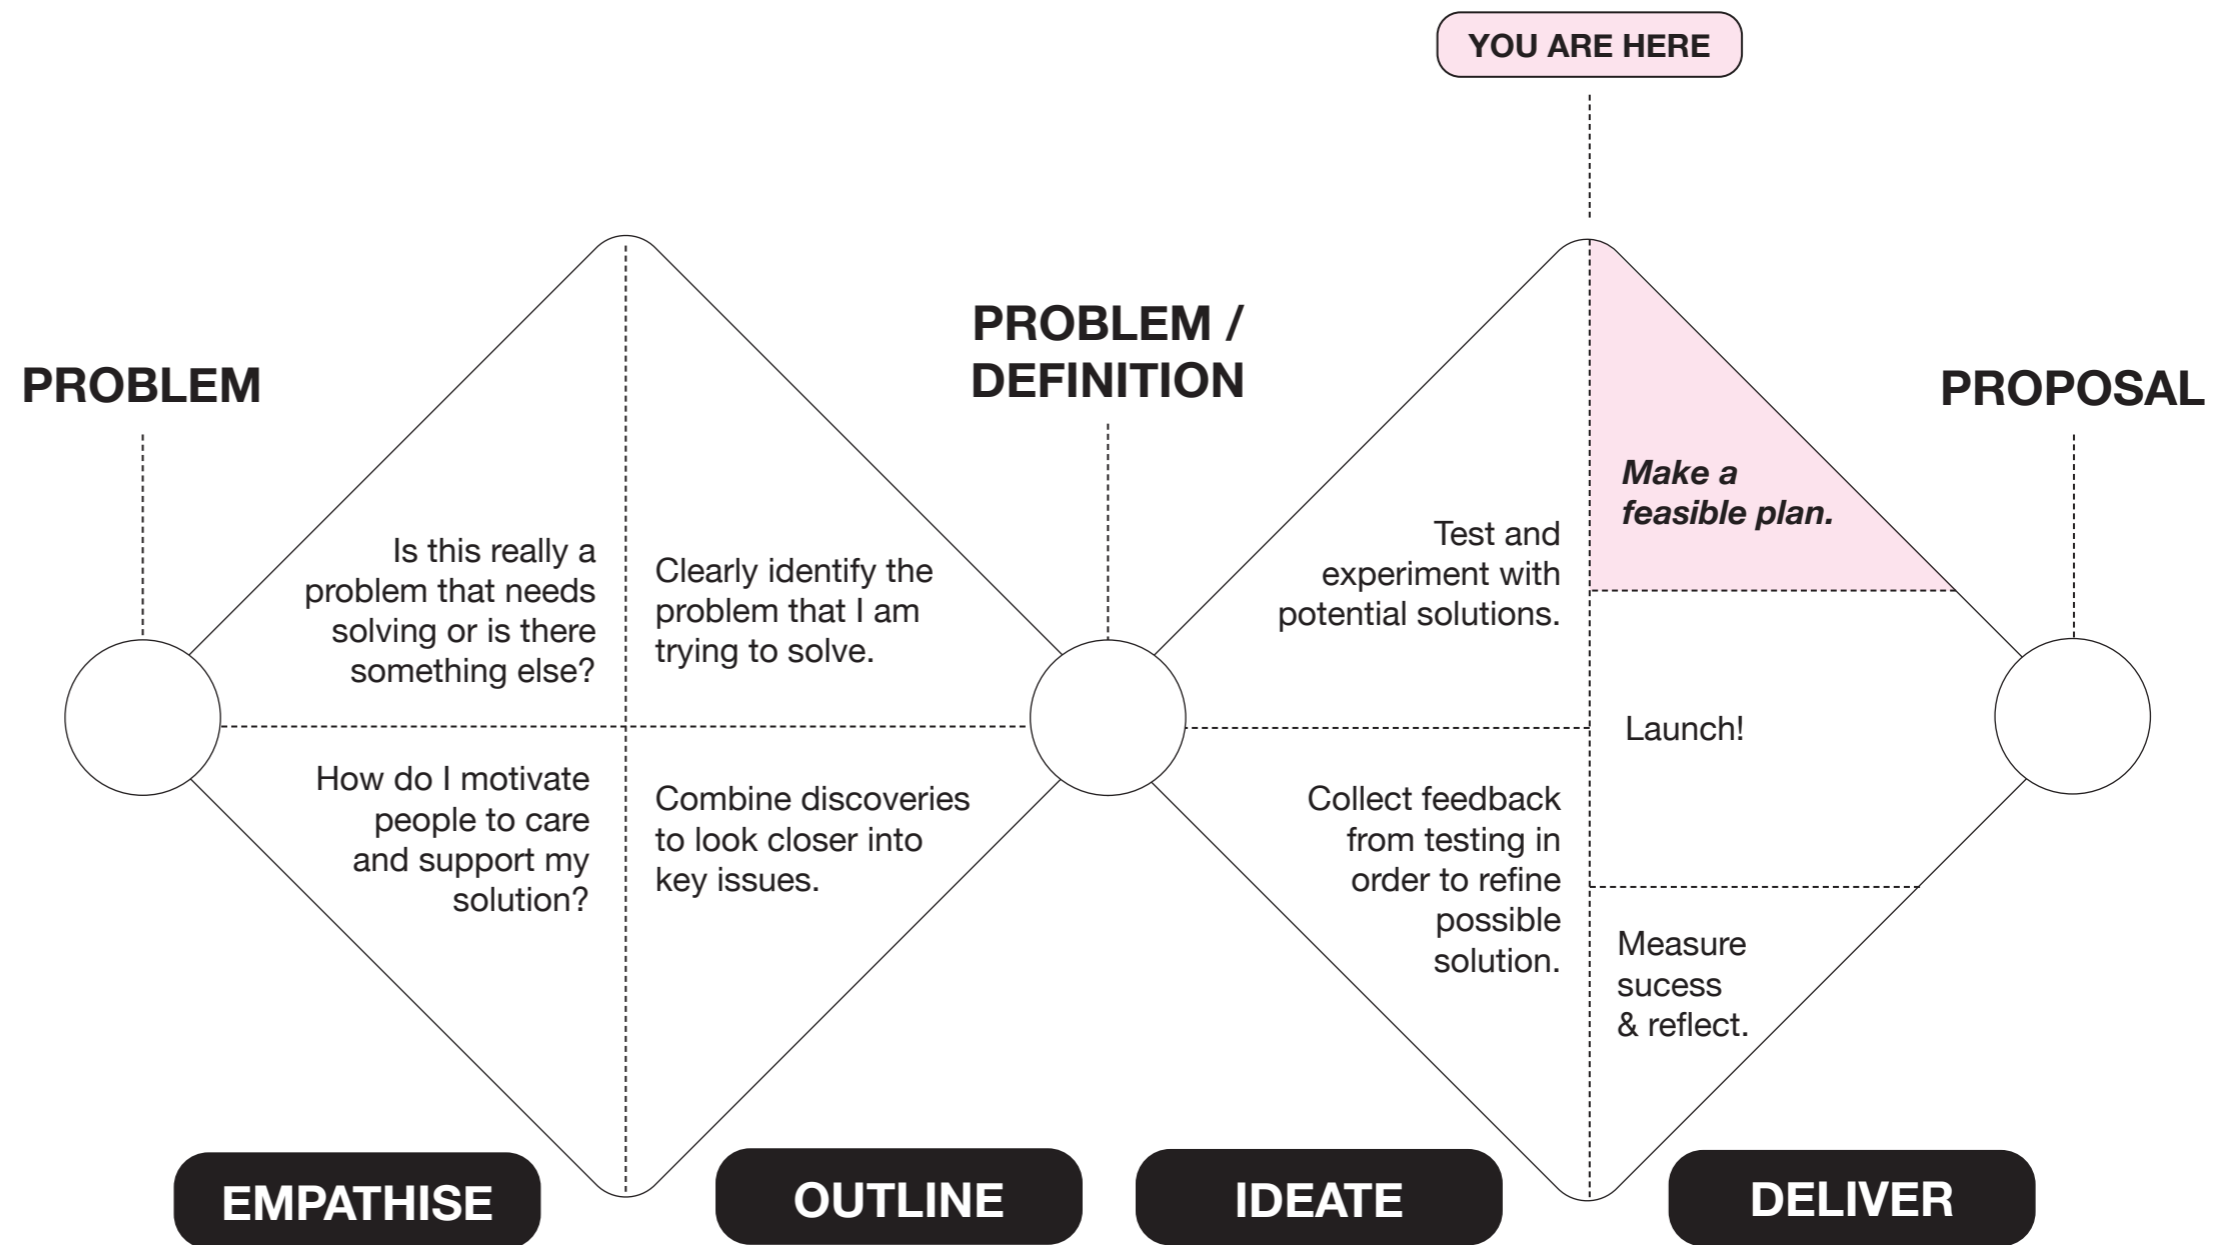 YOU ARE HERE
PROBLEM
PROBLEM /
DEFINITION
PROPOSAL
Is this really a
problem that needs
solving or is there
something else?
Clearly identify the
problem that I am
trying to solve.
How do I motivate
people to care
and support my
solution?
Combine discoveries
to look closer into
key issues.
Test and
experiment with
potential solutions.
Collect feedback
from testing in
order to refine
possible
solution.
Make a
feasible plan.
Launch!
Measure
sucess
& reflect.
EMPATHISE
OUTLINE
IDEATE
DELIVER